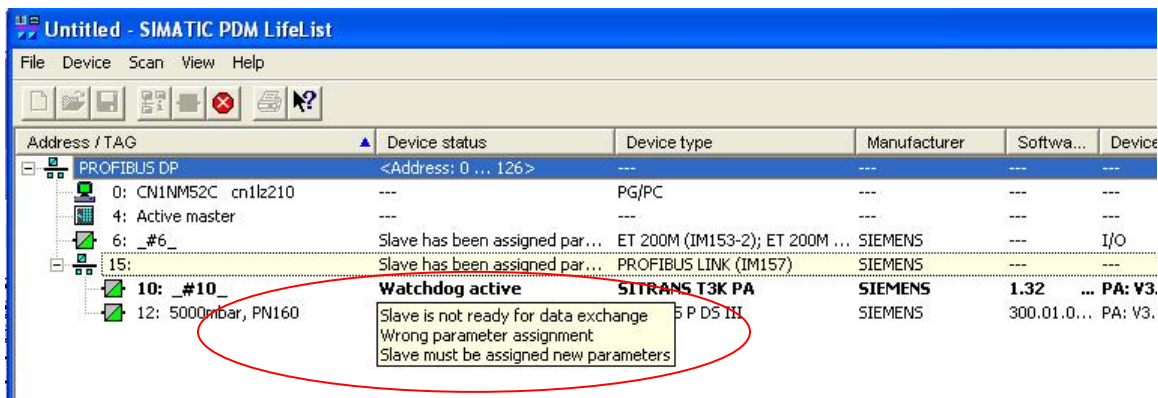 Untitled - SIMATIC PDM LifeList
File Device Scan View Help
Address / TAG Device status Device type Manufacturer Softwa... Device
PROFIBUS DP <Address: 0 ... 126> --- --- --- ---
0: CN1NM52C cn1lz210 --- PG/PC --- --- ---
4: Active master --- --- --- --- ---
6: _#6_ Slave has been assigned par... ET 200M (IM153-2); ET 200M ... SIEMENS --- I/O
15: Slave has been assigned par... PROFIBUS LINK (IM157) SIEMENS --- ---
10: _#10_ Watchdog active SITRANS T3K PA SIEMENS 1.32 ... PA: V3.
12: 5000mbar, PN160 P DS III SIEMENS 300.01.0... PA: V3.
Slave is not ready for data exchange
Wrong parameter assignment
Slave must be assigned new parameters